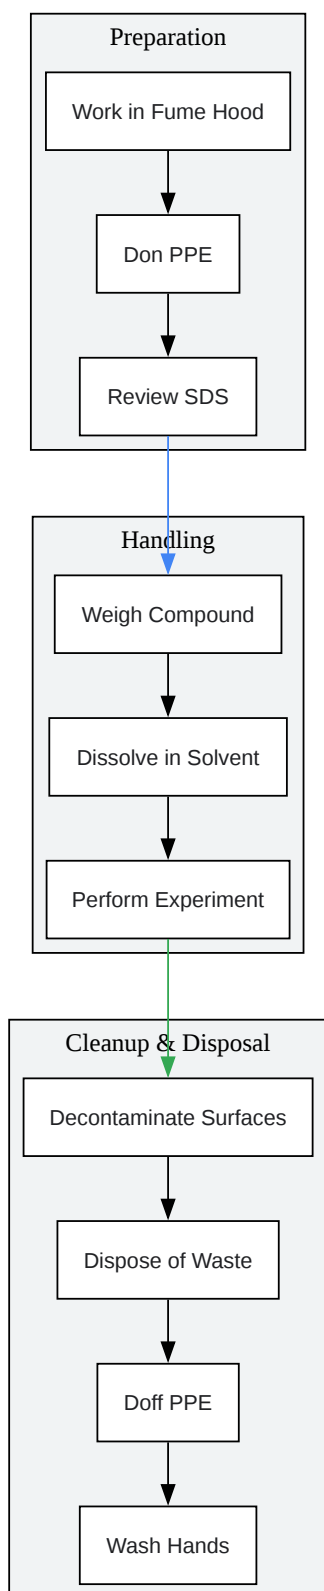 Preparation
Work in Fume Hood
Don PPE
Review SDS
Handling
Weigh Compound
Dissolve in Solvent
Perform Experiment
Cleanup & Disposal
Decontaminate Surfaces
Dispose of Waste
Doff PPE
Wash Hands